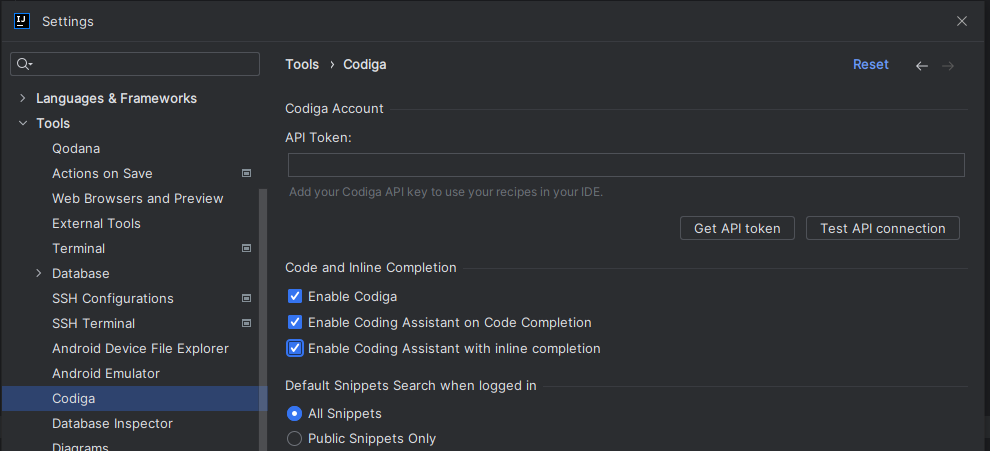 IJ
Settings
Languages & Frameworks
Tools
Qodana
Actions on Save
Web Browsers and Preview
External Tools
Terminal
Database
SSH Configurations
SSH Terminal
Android Device File Explorer
Android Emulator
Codiga
Database Inspector
Diagrams
Tools › Codiga
Reset
Codiga Account
API Token:
Add your Codiga API key to use your recipes in your IDE.
Get API token
Test API connection
Code and Inline Completion
Enable Codiga
Enable Coding Assistant on Code Completion
Enable Coding Assistant with inline completion
Default Snippets Search when logged in
All Snippets
Public Snippets Only